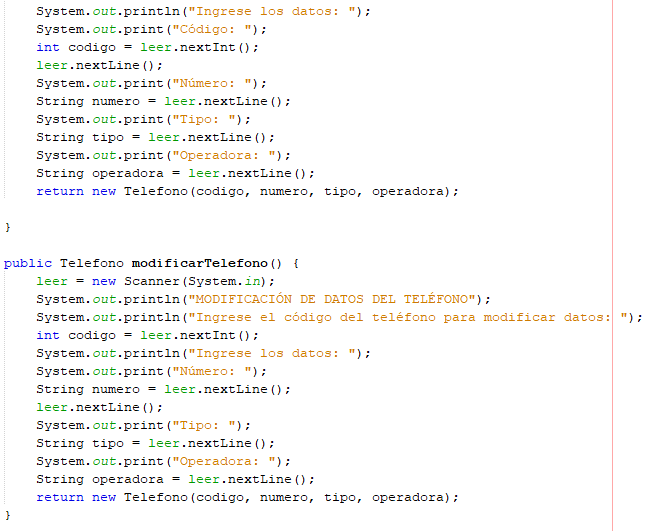 System.out.println("Ingrese los datos: ");
System.out.print("Código: ");
int codigo = leer.nextInt();
leer.nextLine();
System.out.print("Número: ");
String numero = leer.nextLine();
System.out.print("Tipo: ");
String tipo = leer.nextLine();
System.out.print("Operadora: ");
String operadora = leer.nextLine();
return new Telefono(codigo, numero, tipo, operadora);
}
public Telefono modificarTelefono() {
leer = new Scanner(System.in);
System.out.println("MODIFICACIÓN DE DATOS DEL TELÉFONO");
System.out.println("Ingrese el código del teléfono para modificar datos: ");
int codigo = leer.nextInt();
System.out.println("Ingrese los datos: ");
System.out.print("Número: ");
String numero = leer.nextLine();
leer.nextLine();
System.out.print("Tipo: ");
String tipo = leer.nextLine();
System.out.print("Operadora: ");
String operadora = leer.nextLine();
return new Telefono(codigo, numero, tipo, operadora);
}